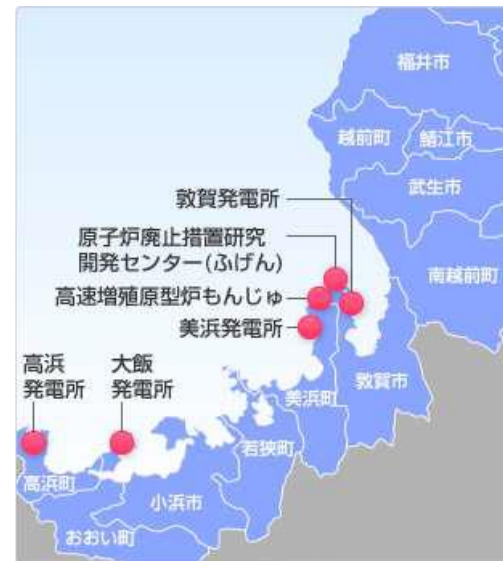 福井市
越前町
鯖江市
武生市
敦賀発電所
原子炉廃止措置研究
開発センター(ふげん)
南越前町
高速増殖原型炉もんじゅ
美浜発電所
高浜
発電所
大飯
発電所
敦賀市
美浜町
若狭町
高浜町
小浜市
おおい町